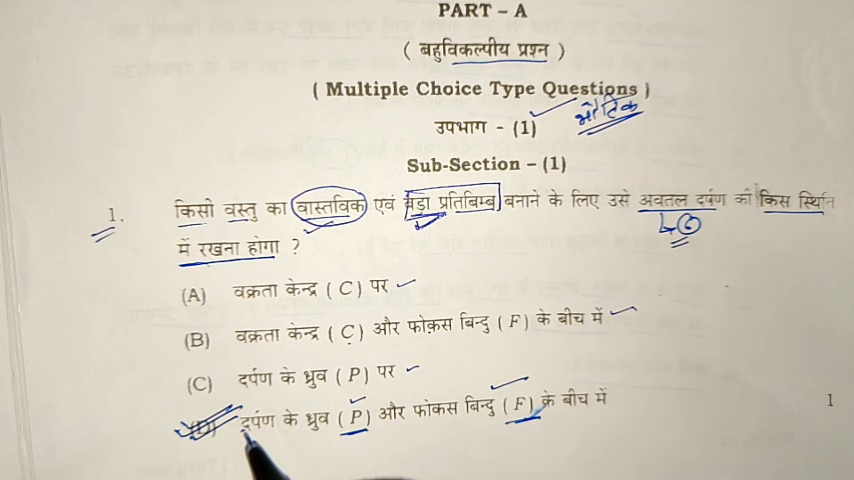 PART – A
( बहुविकल्पीय प्रश्न )
( Multiple Choice Type Questions )
उपभाग - (1)
भौतिक
Sub-Section – (1)
1. किसी वस्तु का वास्तविक एवं बड़ा प्रतिबिम्ब बनाने के लिए उसे अवतल दर्पण की किस स्थिति
में रखना होगा ?
(A) वक्रता केन्द्र ( C ) पर
(B) वक्रता केन्द्र ( C ) और फोकस बिन्दु ( F ) के बीच में
(C) दर्पण के ध्रुव ( P ) पर
(D) दर्पण के ध्रुव ( P ) और फोकस बिन्दु ( F ) के बीच में
1